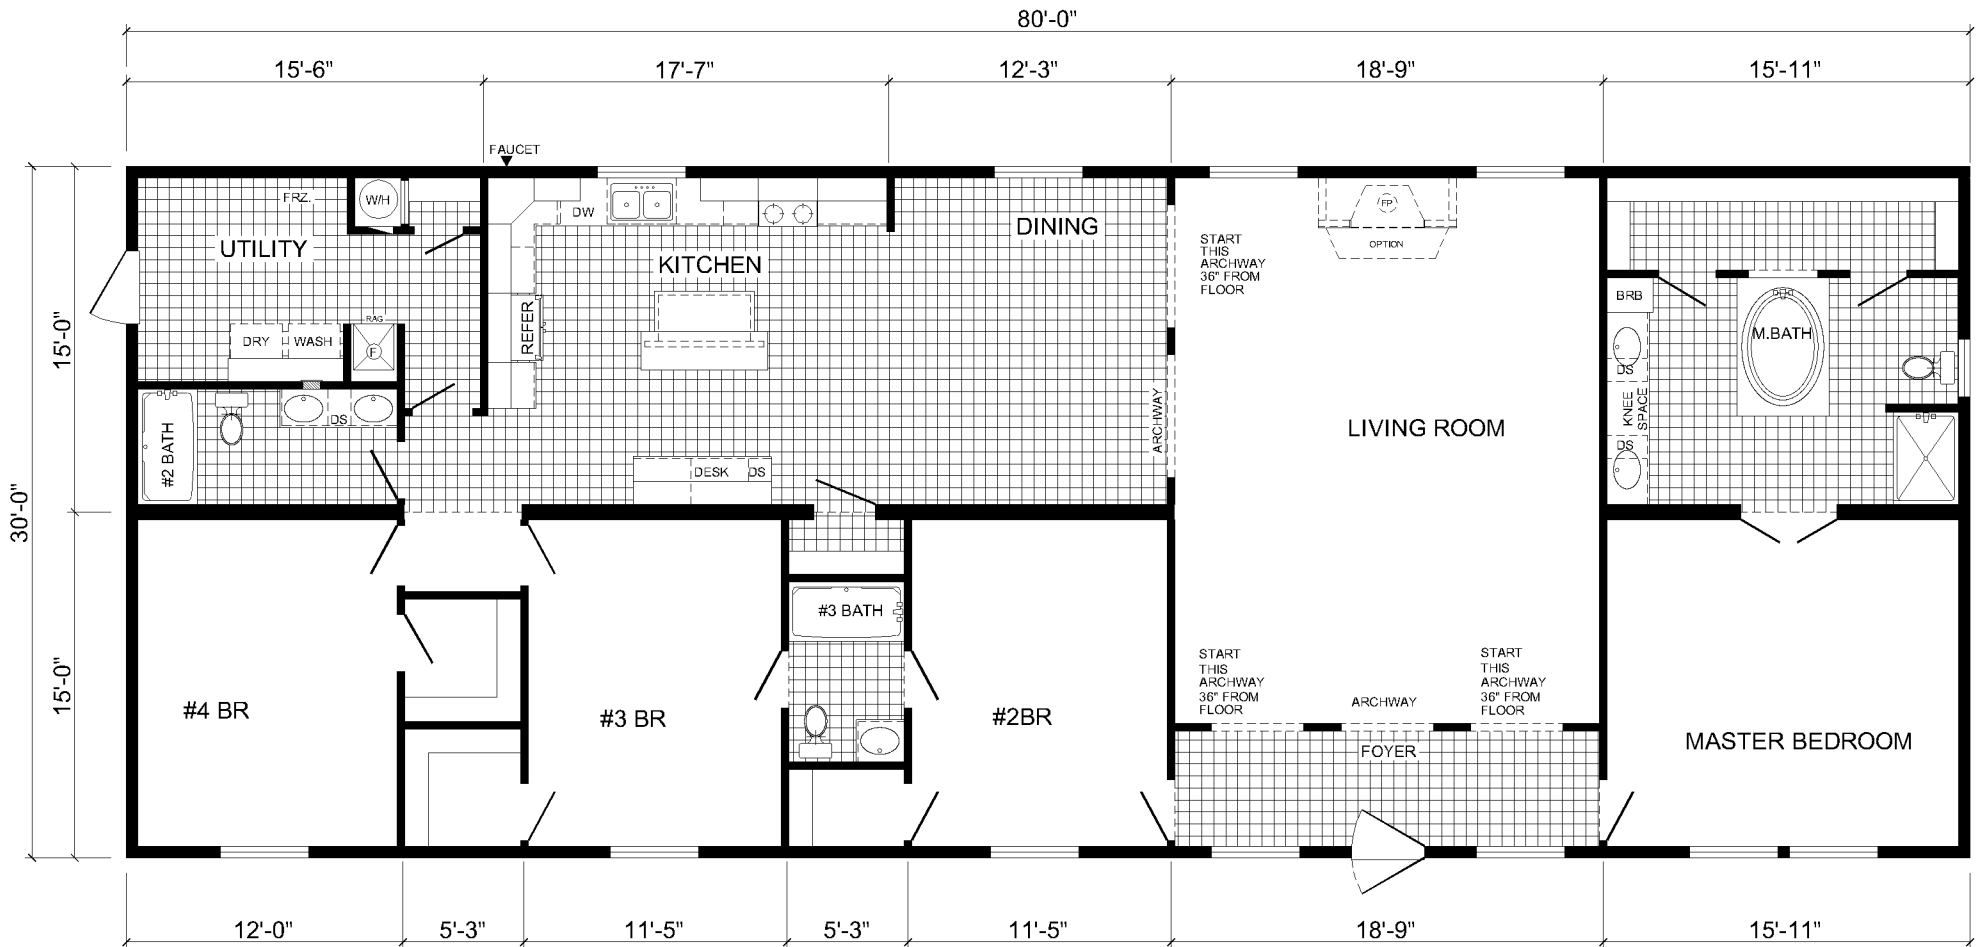 80'-0"
15'-6"
17'-7"
12'-3"
18'-9"
15'-11"
FAUCET
FRZ.
W/H
UTILITY
RAG
DRY
WASH
F
DW
KITCHEN
REFER
DINING
DESK
DS
ARCHWAY
START
THIS
ARCHWAY
36" FROM
FLOOR
FP
OPTION
LIVING ROOM
BRB
DS
KNEE
SPACE
DS
M.BATH
#2 BATH
DS
30'-0"
15'-0"
15'-0"
#4 BR
#3 BR
#3 BATH
#2BR
START
THIS
ARCHWAY
36" FROM
FLOOR
ARCHWAY
START
THIS
ARCHWAY
36" FROM
FLOOR
FOYER
MASTER BEDROOM
12'-0"
5'-3"
11'-5"
5'-3"
11'-5"
18'-9"
15'-11"